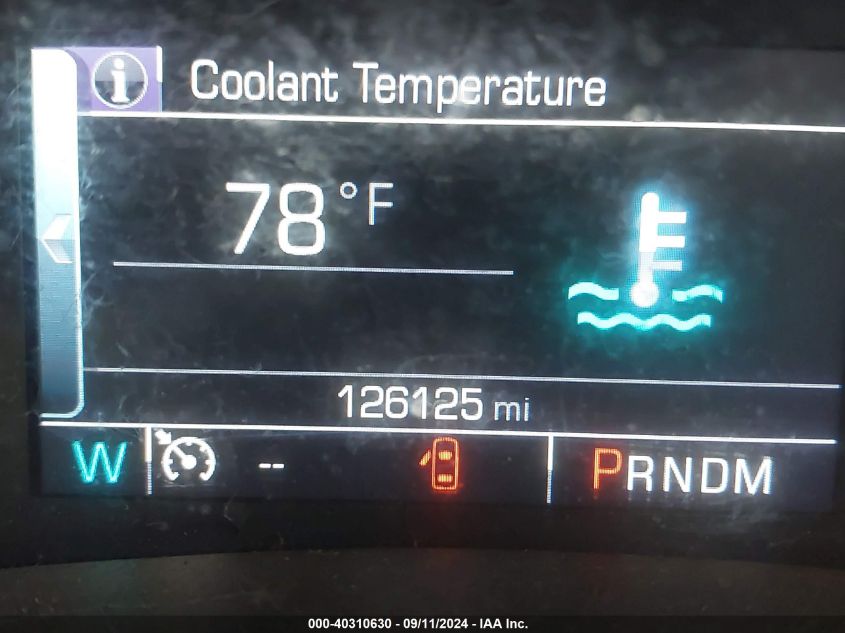 i Coolant Temperature
78 °F
126125 mi
W -- PRNDM
000-40310630 - 09/11/2024 - IAA Inc.